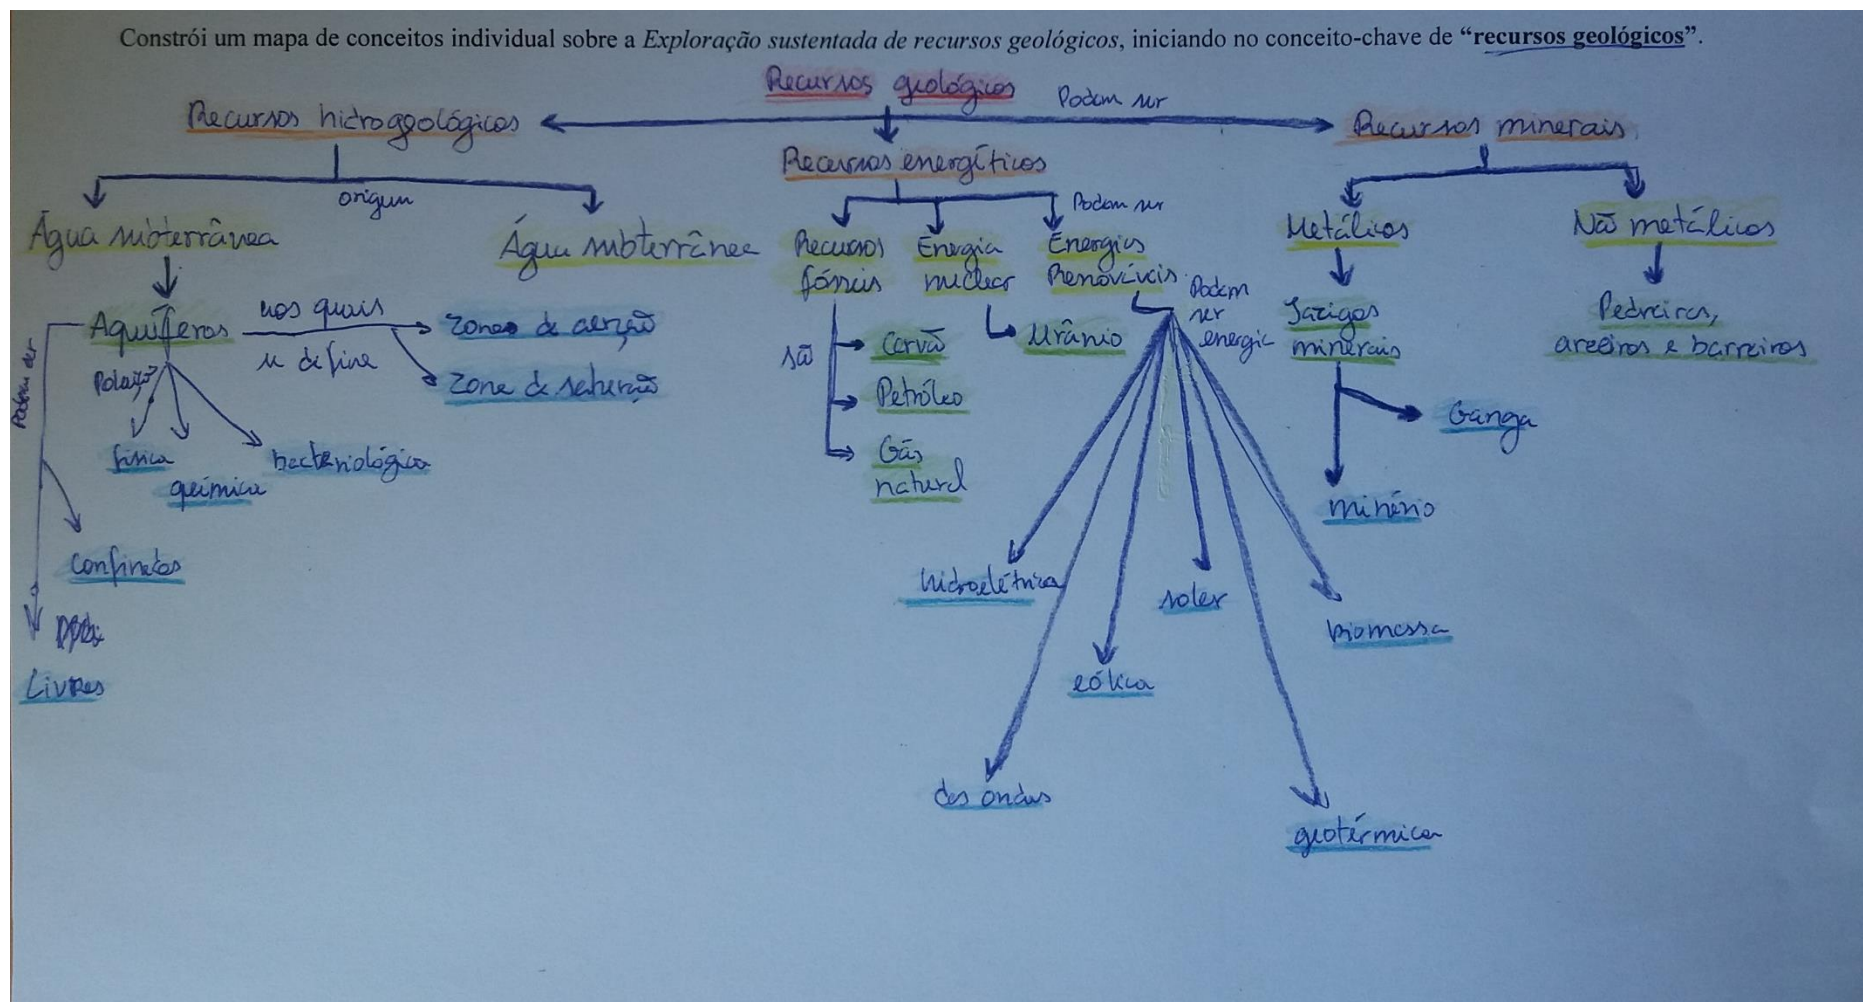 Constrói um mapa de conceitos individual sobre a Exploração sustentada de recursos geológicos, iniciando no conceito-chave de “recursos geológicos”.
Recursos geológicos
Podem ser
Recursos hidrogeológicos
Recursos energéticos
Recursos minerais
origem
Água subterrânea
Água subterrânea
Aquíferos
nos quais
se define
Zonas de aeração
Zona de saturação
Poluição
física
química
bacteriológica
Podem ser
Confinados
Livres
Podem ser
Recursos
fósseis
Energia
nuclear
Energias
Renováveis
são
Carvão
Petróleo
Gás
natural
Urânio
Podem
ser
energia
hidroelétrica
das ondas
eólica
solar
geotérmica
biomassa
Metálicos
Não metálicos
Jazigos
minerais
Ganga
minério
Pedreiras,
areeiros e barreiros